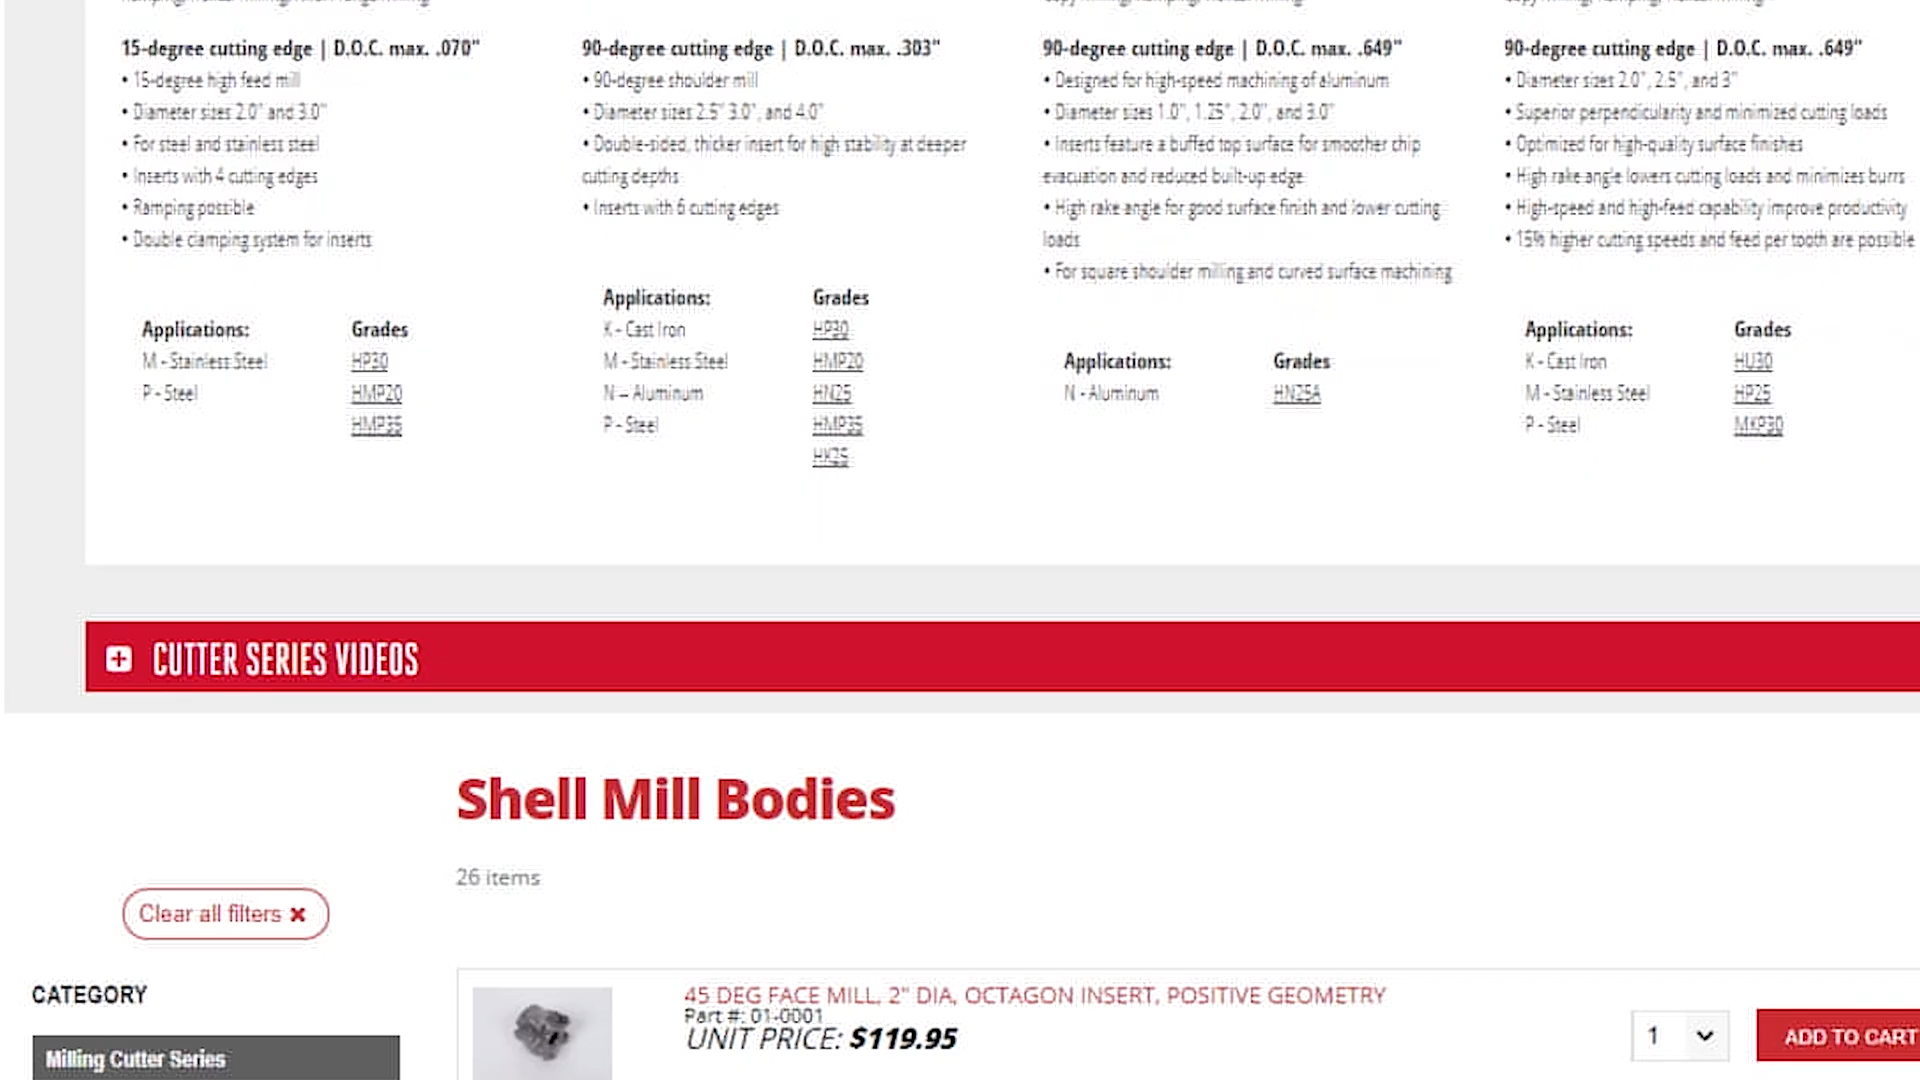 15-degree cutting edge | D.O.C. max. .070"
• 15-degree high feed mill
• Diameter sizes 2.0" and 3.0"
• For steel and stainless steel
• Inserts with 4 cutting edges
• Ramping possible
• Double clamping system for inserts
Applications:
M - Stainless Steel
P - Steel
Grades
HP30
HMP20
HMP35
90-degree cutting edge | D.O.C. max. .303"
• 90-degree shoulder mill
• Diameter sizes 2.5" 3.0", and 4.0"
• Double-sided, thicker insert for high stability at deeper
cutting depths
• Inserts with 6 cutting edges
Applications:
K - Cast Iron
M - Stainless Steel
N – Aluminum
P - Steel
Grades
HP30
HMP20
HN25
HMP35
HK25
90-degree cutting edge | D.O.C. max. .649"
• Designed for high-speed machining of aluminum
• Diameter sizes 1.0", 1.25", 2.0", and 3.0"
• Inserts feature a buffed top surface for smoother chip
evacuation and reduced built-up edge
• High rake angle for good surface finish and lower cutting
loads
• For square shoulder milling and curved surface machining
Applications:
N - Aluminum
Grades
HN25A
90-degree cutting edge | D.O.C. max. .649"
• Diameter sizes 2.0", 2.5", and 3"
• Superior perpendicularity and minimized cutting loads
• Optimized for high-quality surface finishes
• High rake angle lowers cutting loads and minimizes burrs
• High-speed and high-feed capability improve productivity
• 15% higher cutting speeds and feed per tooth are possible
Applications:
K - Cast Iron
M - Stainless Steel
P - Steel
Grades
HU30
HP25
MKP30
CUTTER SERIES VIDEOS
Shell Mill Bodies
26 items
Clear all filters ×
CATEGORY
Milling Cutter Series
45 DEG FACE MILL, 2" DIA, OCTAGON INSERT, POSITIVE GEOMETRY
Part #: 01-0001
UNIT PRICE: $119.95
1
ADD TO CART